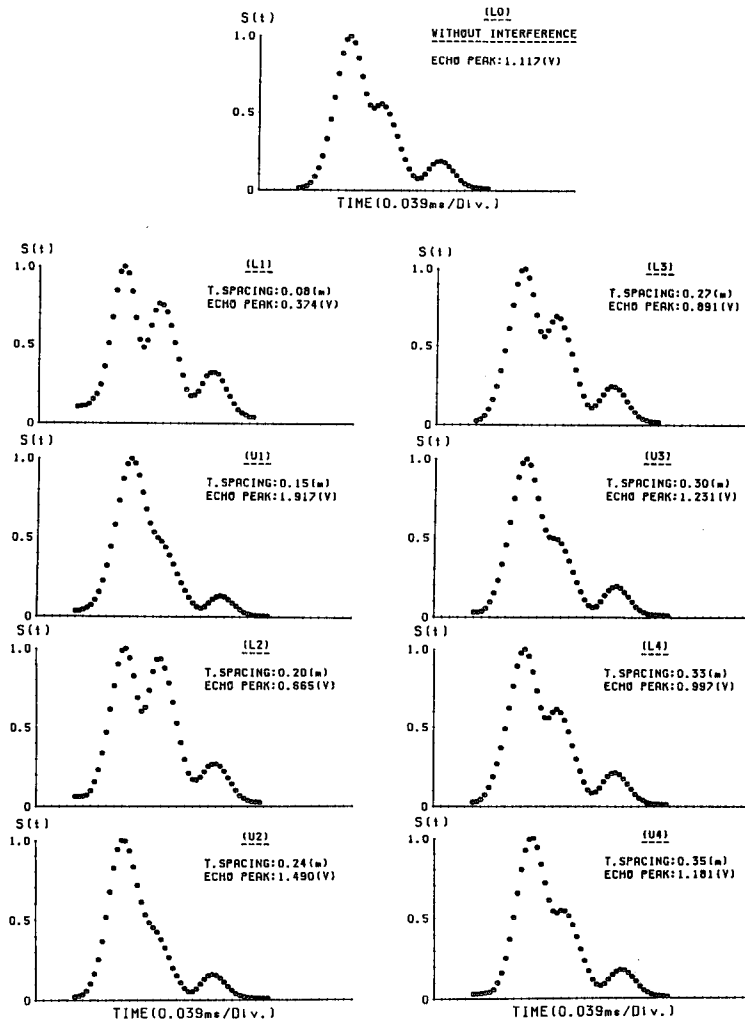 S(t)
(L0)
WITHOUT INTERFERENCE
ECHO PEAK:1.117(V)
1.0
0.5
0
TIME(0.039ms/Div.)
S(t)
(L1)
T.SPACING:0.08(m)
ECHO PEAK:0.374(V)
1.0
0.5
0
S(t)
(L3)
T.SPACING:0.27(m)
ECHO PEAK:0.891(V)
1.0
0.5
0
S(t)
(U1)
T.SPACING:0.15(m)
ECHO PEAK:1.917(V)
1.0
0.5
0
S(t)
(U3)
T.SPACING:0.30(m)
ECHO PEAK:1.231(V)
1.0
0.5
0
S(t)
(L2)
T.SPACING:0.20(m)
ECHO PEAK:0.665(V)
1.0
0.5
0
S(t)
(L4)
T.SPACING:0.33(m)
ECHO PEAK:0.997(V)
1.0
0.5
0
S(t)
(U2)
T.SPACING:0.24(m)
ECHO PEAK:1.490(V)
1.0
0.5
0
TIME(0.039ms/Div.)
S(t)
(U4)
T.SPACING:0.35(m)
ECHO PEAK:1.181(V)
1.0
0.5
0
TIME(0.039ms/Div.)